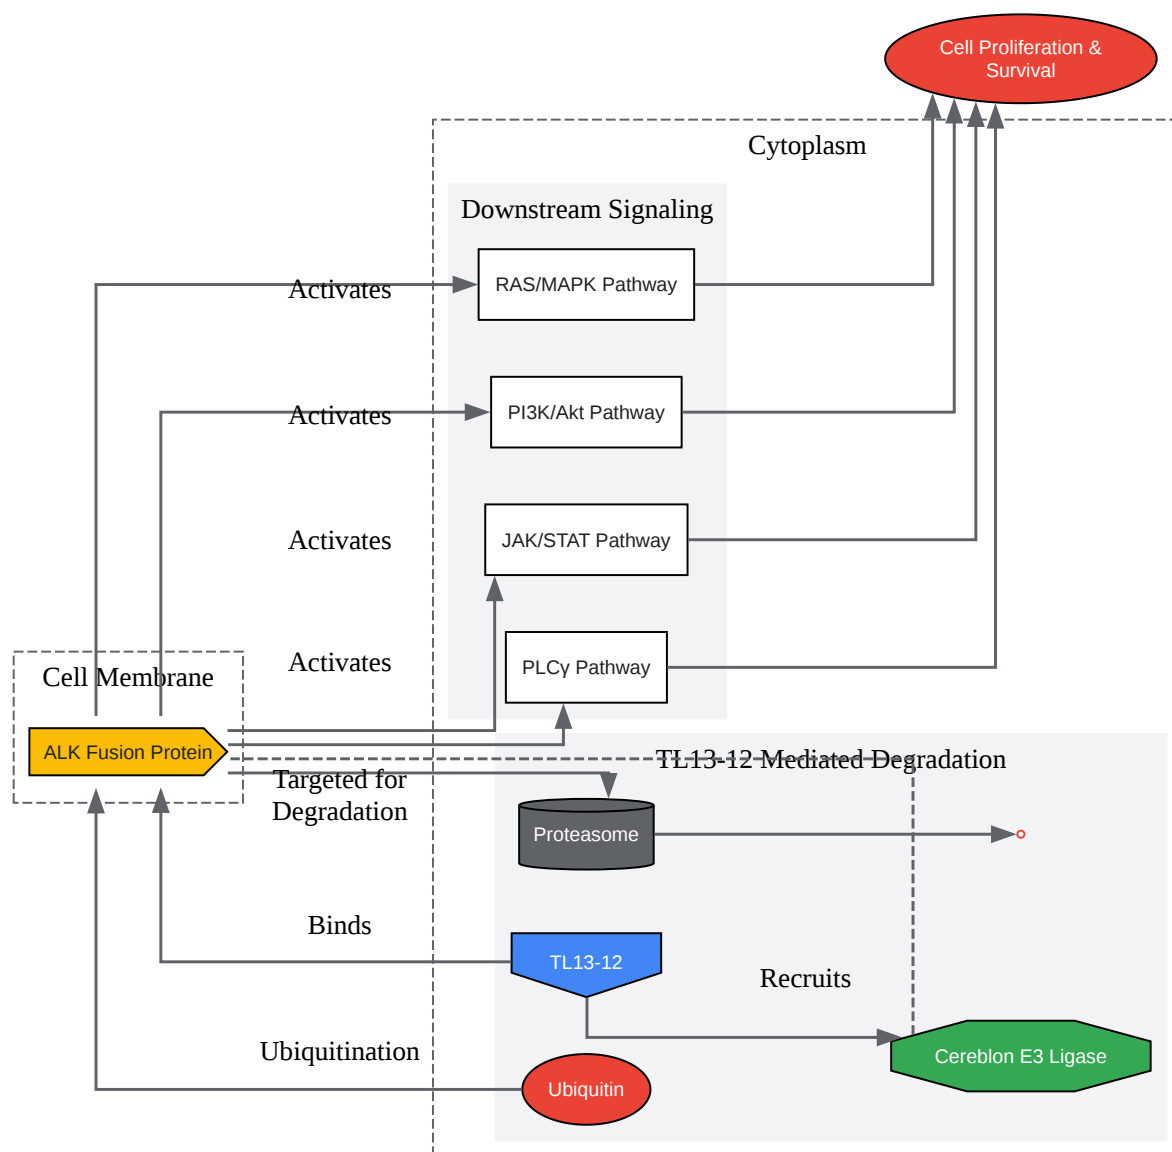 Cell Proliferation &
Survival
Cytoplasm
Downstream Signaling
Activates
RAS/MAPK Pathway
Activates
PI3K/Akt Pathway
Activates
JAK/STAT Pathway
Activates
PLCγ Pathway
Cell Membrane
ALK Fusion Protein
TL13-12 Mediated Degradation
Targeted for
Degradation
Proteasome
Binds
TL13-12
Recruits
Ubiquitination
Cereblon E3 Ligase
Ubiquitin